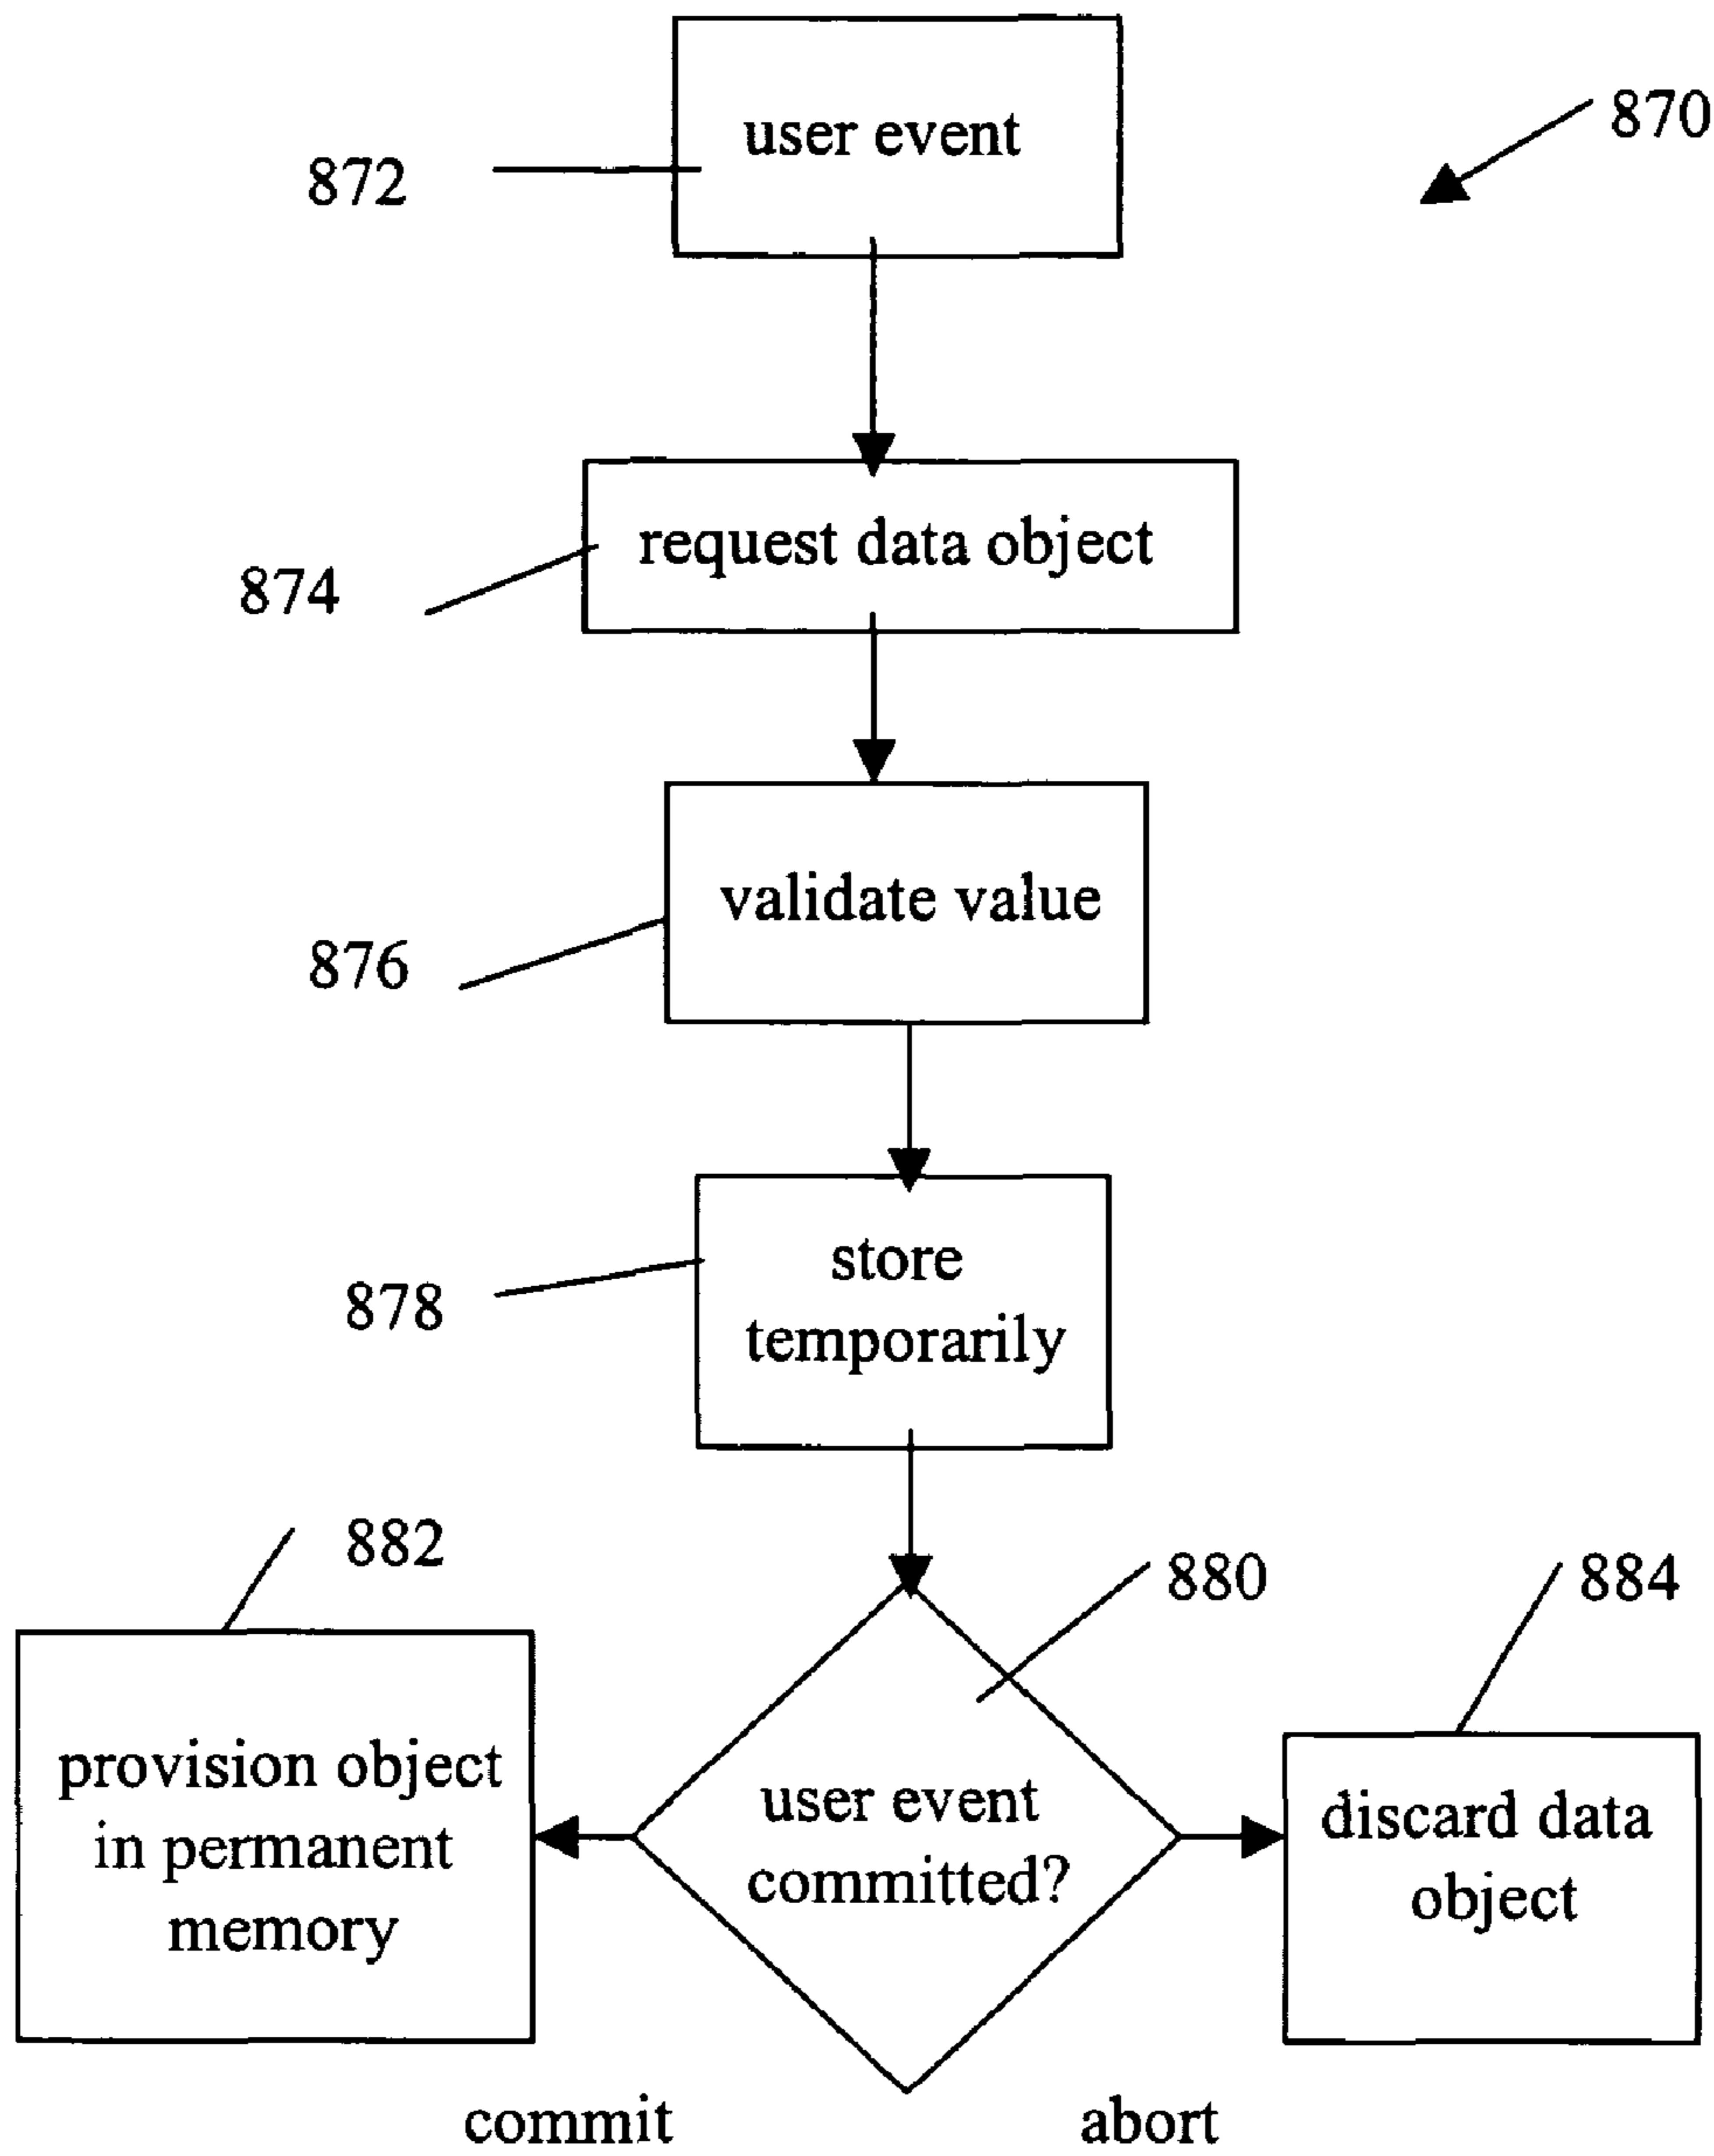 user event
870
872
request data object
874
validate value
876
store
temporarily
878
882
880
884
provision object
in permanent
memory
user event
committed?
discard data
object
commit
abort